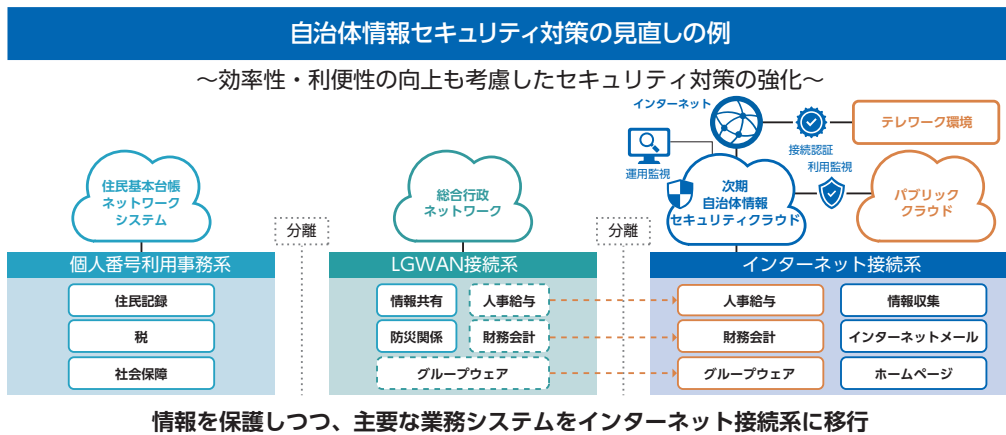 自治体情報セキュリティ対策の見直しの例
～効率性・利便性の向上も考慮したセキュリティ対策の強化～
インターネット
接続認証
テレワーク環境
運用監視
利用監視
住民基本台帳
ネットワーク
システム
総合行政
ネットワーク
次期
自治体情報
セキュリティクラウド
パブリック
クラウド
分離
分離
個人番号利用事務系
住民記録
税
社会保障
LGWAN接続系
情報共有
人事給与
防災関係
財務会計
グループウェア
インターネット接続系
人事給与
情報収集
財務会計
インターネットメール
グループウェア
ホームページ
情報を保護しつつ、主要な業務システムをインターネット接続系に移行